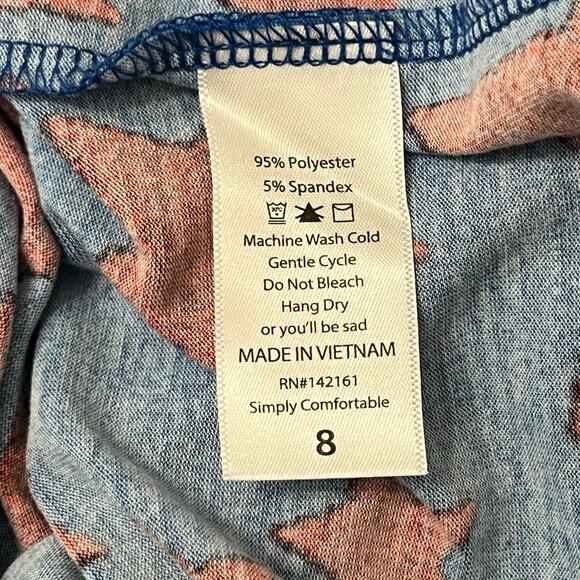 95% Polyester
5% Spandex
30°
Machine Wash Cold
Gentle Cycle
Do Not Bleach
Hang Dry
or you'll be sad
MADE IN VIETNAM
RN#142161
Simply Comfortable
8